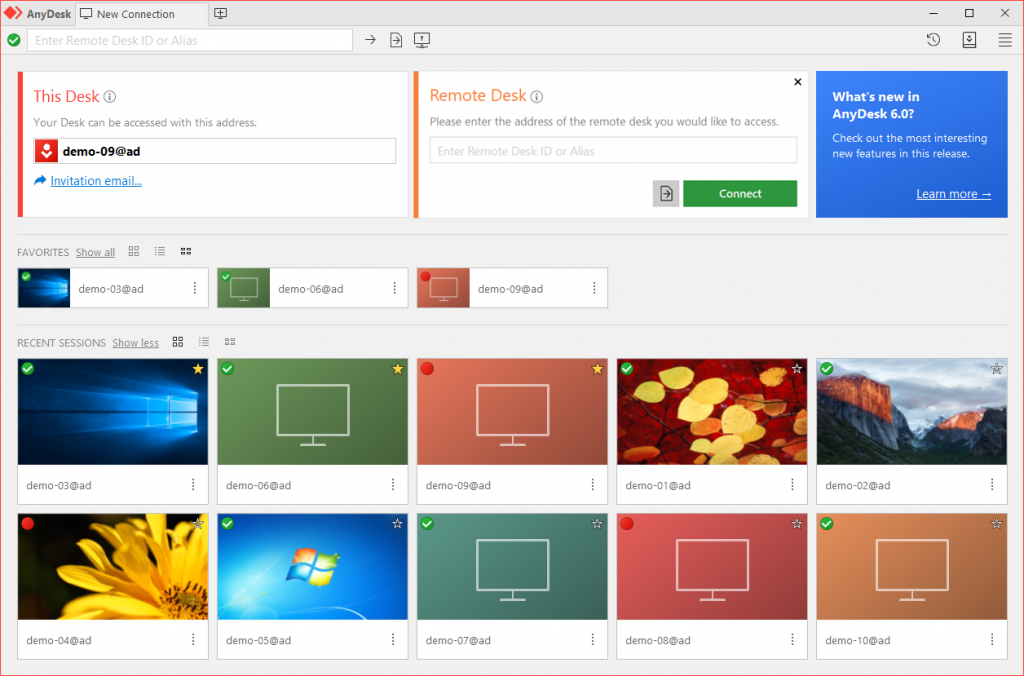 AnyDesk
New Connection
Enter Remote Desk ID or Alias
This Desk
Your Desk can be accessed with this address.
demo-09@ad
Invitation email...
Remote Desk
Please enter the address of the remote desk you would like to access.
Enter Remote Desk ID or Alias
Connect
What's new in
AnyDesk 6.0?
Check out the most interesting
new features in this release.
Learn more →
FAVORITES Show all
demo-03@ad
demo-06@ad
demo-09@ad
RECENT SESSIONS Show less
demo-03@ad
demo-06@ad
demo-09@ad
demo-01@ad
demo-02@ad
demo-04@ad
demo-05@ad
demo-07@ad
demo-08@ad
demo-10@ad